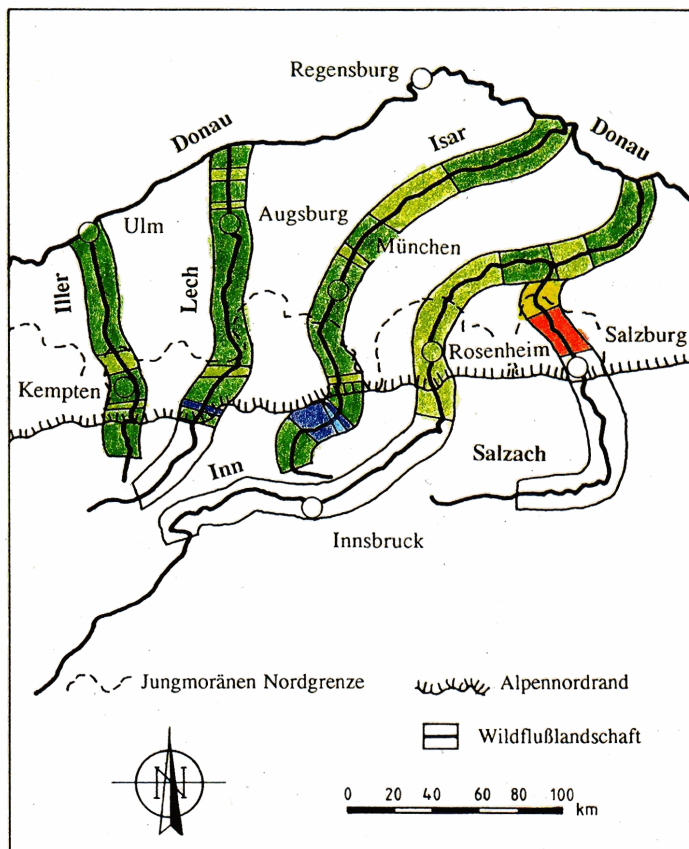 Regensburg
Donau
Isar
Donau
Ulm
Augsburg
München
Iller
Lech
Kempten
Rosenheim
Salzburg
Inn
Salzach
Innsbruck
Jungmoränen Nordgrenze
Alpennordrand
Wildflußlandschaft
N
0 20 40 60 80 100
km